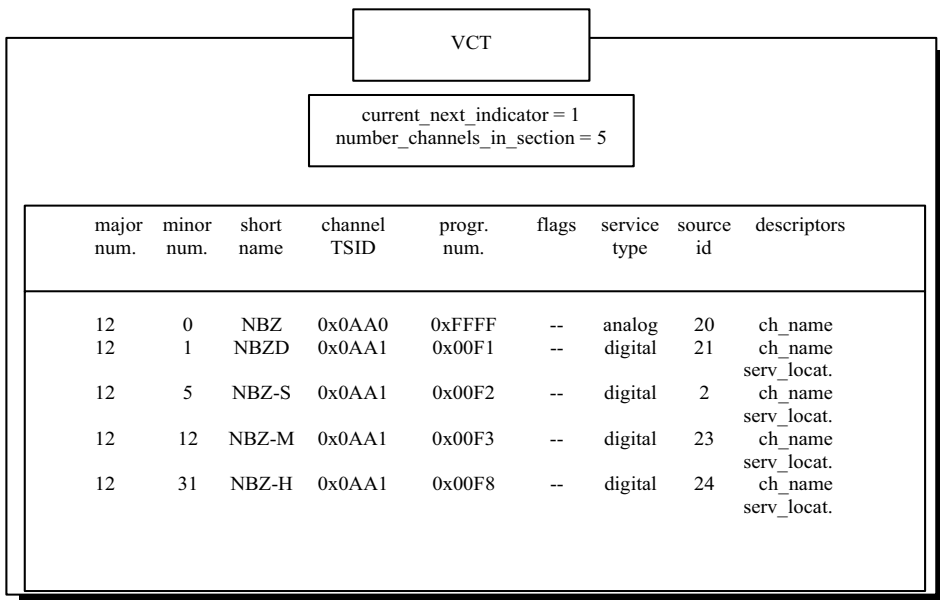 VCT
current_next_indicator = 1
number_channels_in_section = 5
major minor short channel progr. flags service source descriptors
num. num. name TSID num. type id
12 0 NBZ 0x0AA0 0xFFFF -- analog 20 ch_name
12 1 NBZD 0x0AA1 0x00F1 -- digital 21 ch_name
serv_locat.
12 5 NBZ-S 0x0AA1 0x00F2 -- digital 2 ch_name
serv_locat.
12 12 NBZ-M 0x0AA1 0x00F3 -- digital 23 ch_name
serv_locat.
12 31 NBZ-H 0x0AA1 0x00F8 -- digital 24 ch_name
serv_locat.